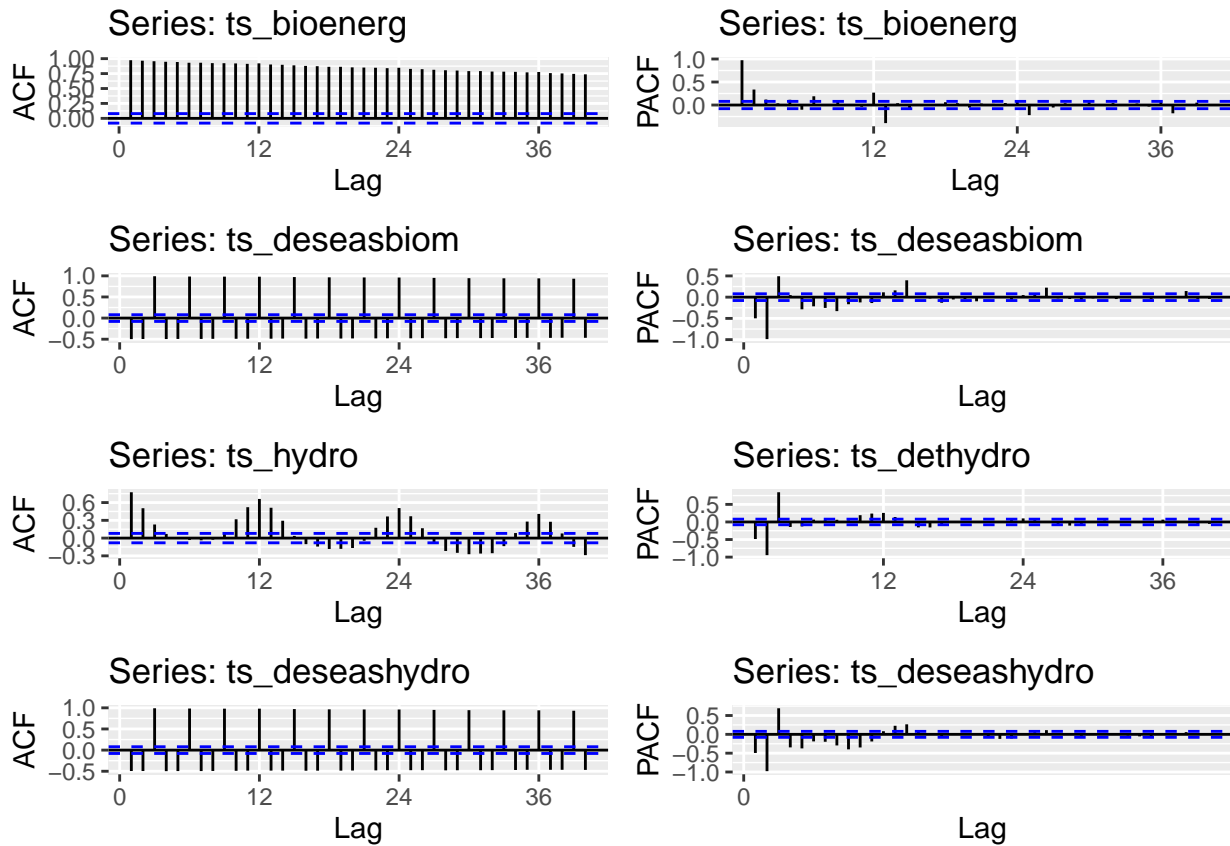 Series: ts_bioenerg
ACF
1.00
0.75
0.50
0.25
0.00
0 12 24 36
Lag
Series: ts_bioenerg
PACF
1.0
0.5
0.0
12 24 36
Lag
Series: ts_deseasbiom
ACF
1.0
0.5
0.0
−0.5
0 12 24 36
Lag
Series: ts_deseasbiom
PACF
0.5
0.0
−0.5
−1.0
0
Lag
Series: ts_hydro
ACF
0.6
0.3
0.0
−0.3
0 12 24 36
Lag
Series: ts_dethydro
PACF
0.5
0.0
−0.5
−1.0
12 24 36
Lag
Series: ts_deseashydro
ACF
1.0
0.5
0.0
−0.5
0 12 24 36
Lag
Series: ts_deseashydro
PACF
0.5
0.0
−0.5
−1.0
0
Lag